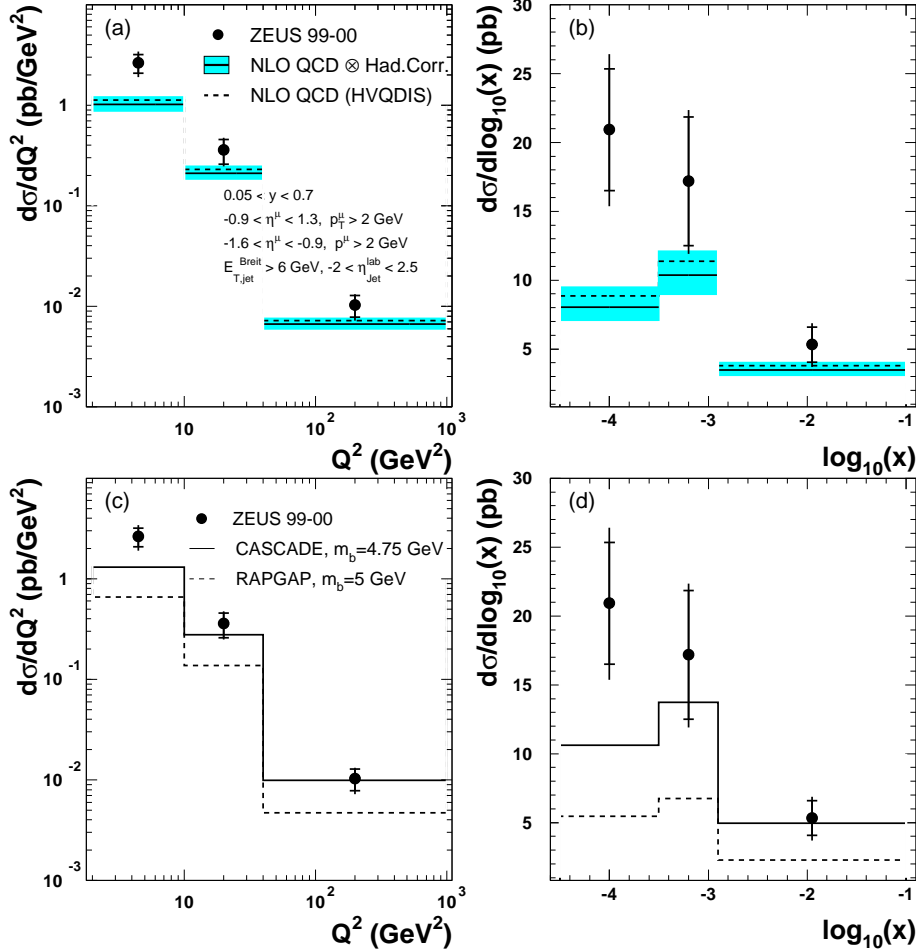 (a)
ZEUS 99-00
NLO QCD ⊗ Had.Corr.
NLO QCD (HVQDIS)
0.05 < y < 0.7
-0.9 < η^μ < 1.3, p_T^μ > 2 GeV
-1.6 < η^μ < -0.9, p^μ > 2 GeV
E_{T,jet}^{Breit} > 6 GeV, -2 < η_{Jet}^{lab} < 2.5
dσ/dQ² (pb/GeV²)
1
10⁻¹
10⁻²
10⁻³
10 10² 10³
Q² (GeV²)
(b)
dσ/dlog₁₀(x) (pb)
30
25
20
15
10
5
-4 -3 -2 -1
log₁₀(x)
(c)
ZEUS 99-00
CASCADE, m_b=4.75 GeV
RAPGAP, m_b=5 GeV
dσ/dQ² (pb/GeV²)
1
10⁻¹
10⁻²
10⁻³
10 10² 10³
Q² (GeV²)
(d)
dσ/dlog₁₀(x) (pb)
30
25
20
15
10
5
-4 -3 -2 -1
log₁₀(x)